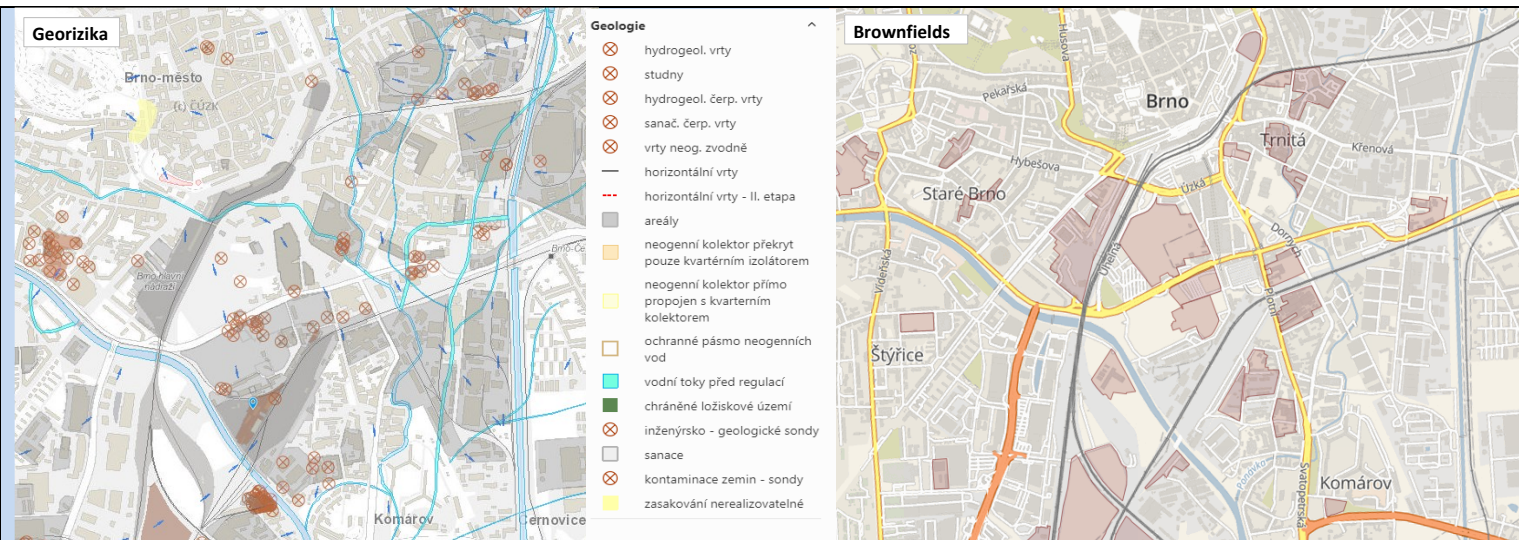 Georizika
Brno-město
(c) ČÚZK
Brno-hlavní
nádraží
Brno-Če
Komárov
Černovice
Geologie
hydrogeol. vrty
studny
hydrogeol. čerp. vrty
sanač. čerp. vrty
vrty neog. zvodně
horizontální vrty
horizontální vrty - II. etapa
areály
neogenní kolektor překryt
pouze kvartérním izolátorem
neogenní kolektor přímo
propojen s kvarterním
kolektorem
ochranné pásmo neogenních
vod
vodní toky před regulací
chráněné ložiskové území
inženýrsko - geologické sondy
sanace
kontaminace zemin - sondy
zasakování nerealizovatelné
Brownfields
Husova
Pekařská
Brno
Trnitá
Křenová
Hybešova
Staré Brno
Úzká
Dornych
Uhelná
Vídeňská
Plotní
Štýřice
Ponávka
Svatopetrská
Komárov